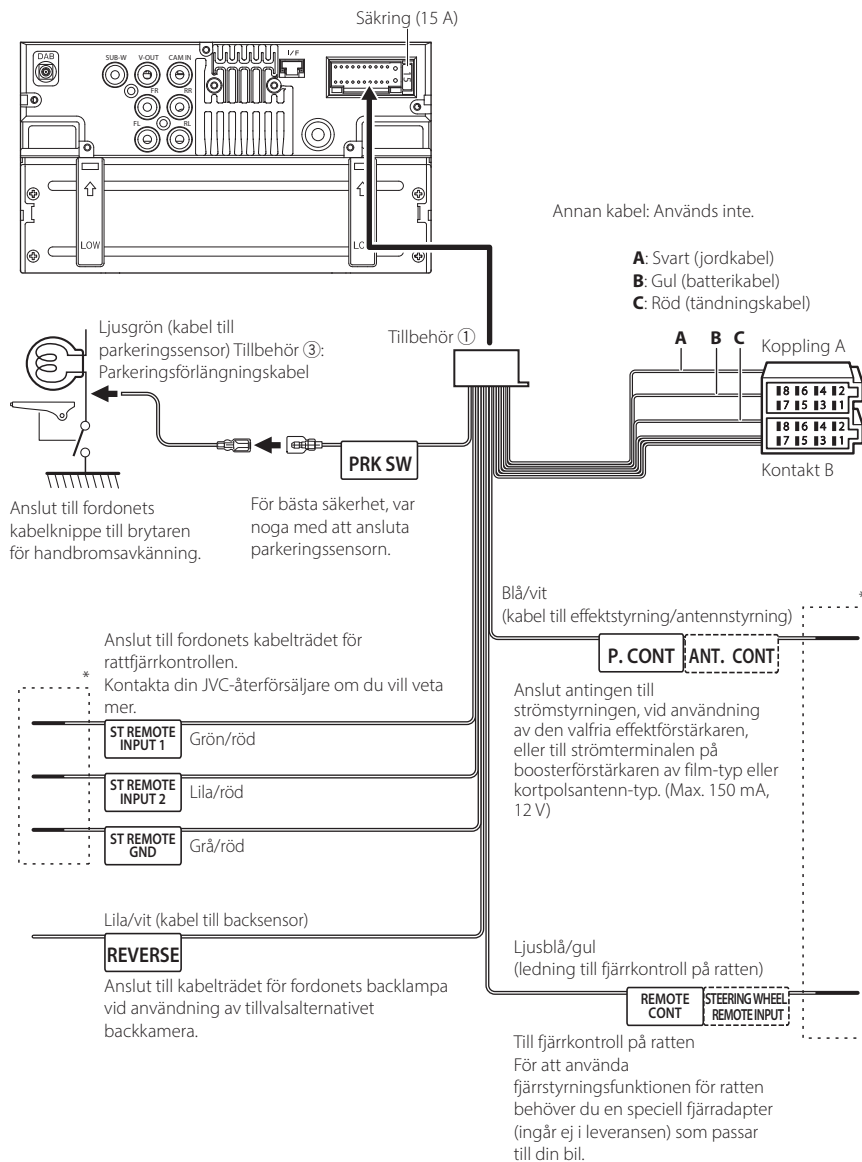 Säkring (15 A)
DAB
SUB-W V-OUT CAM IN
I/F
15
FR RR
FL RL
LOW
LO
Annan kabel: Används inte.
A: Svart (jordkabel)
B: Gul (batterikabel)
C: Röd (tändningskabel)
Ljusgrön (kabel till
parkeringssensor) Tillbehör ③:
Parkeringsförlängningskabel
Tillbehör ①
A B C
Koppling A
8 6 4 2
7 5 3 1
8 6 4 2
7 5 3 1
Kontakt B
PRK SW
Anslut till fordonets
kabelknippe till brytaren
för handbromsavkänning.
För bästa säkerhet, var
noga med att ansluta
parkeringssensorn.
Blå/vit
(kabel till effektstyrning/antennstyrning)
*
P. CONT ANT. CONT
Anslut antingen till
strömstyrningen, vid användning
av den valfria effektförstärkaren,
eller till strömterminalen på
boosterförstärkaren av film-typ eller
kortpolsantenn-typ. (Max. 150 mA,
12 V)
Anslut till fordonets kabelträdet för
rattfjärrkontrollen.
Kontakta din JVC-återförsäljare om du vill veta
mer.
*
ST REMOTE
INPUT 1
Grön/röd
ST REMOTE
INPUT 2
Lila/röd
ST REMOTE
GND
Grå/röd
Lila/vit (kabel till backsensor)
REVERSE
Anslut till kabelträdet för fordonets backlampa
vid användning av tillvalsalternativet
backkamera.
Ljusblå/gul
(ledning till fjärrkontroll på ratten)
REMOTE
CONT
STEERING WHEEL
REMOTE INPUT
Till fjärrkontroll på ratten
För att använda
fjärrstyrningsfunktionen för ratten
behöver du en speciell fjärradapter
(ingår ej i leveransen) som passar
till din bil.